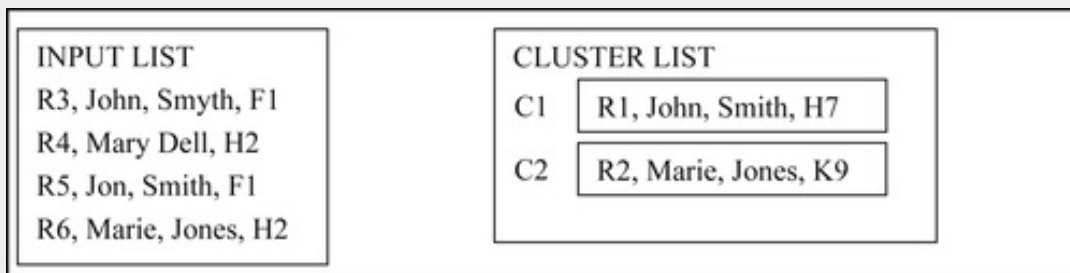 INPUT LIST
R3, John, Smyth, F1
R4, Mary Dell, H2
R5, Jon, Smith, F1
R6, Marie, Jones, H2
CLUSTER LIST
C1 R1, John, Smith, H7
C2 R2, Marie, Jones, K9